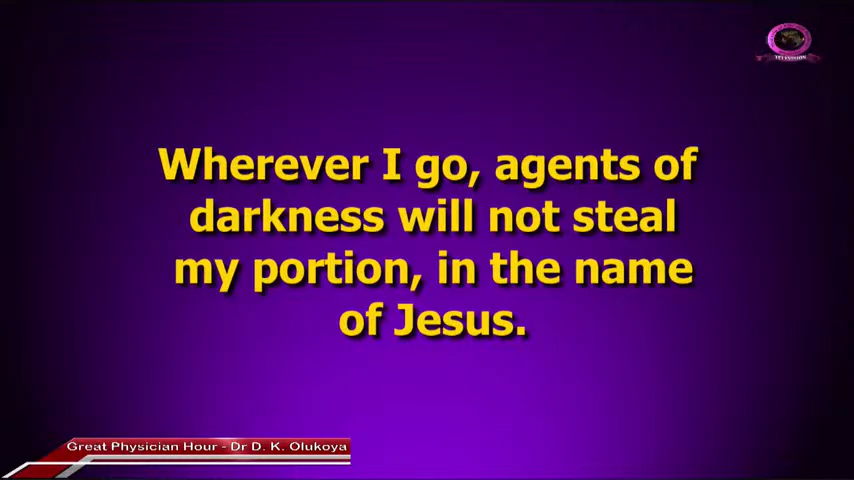 TELEVISION
Wherever I go, agents of
darkness will not steal
my portion, in the name
of Jesus.
Great Physician Hour - Dr D. K. Olukoya